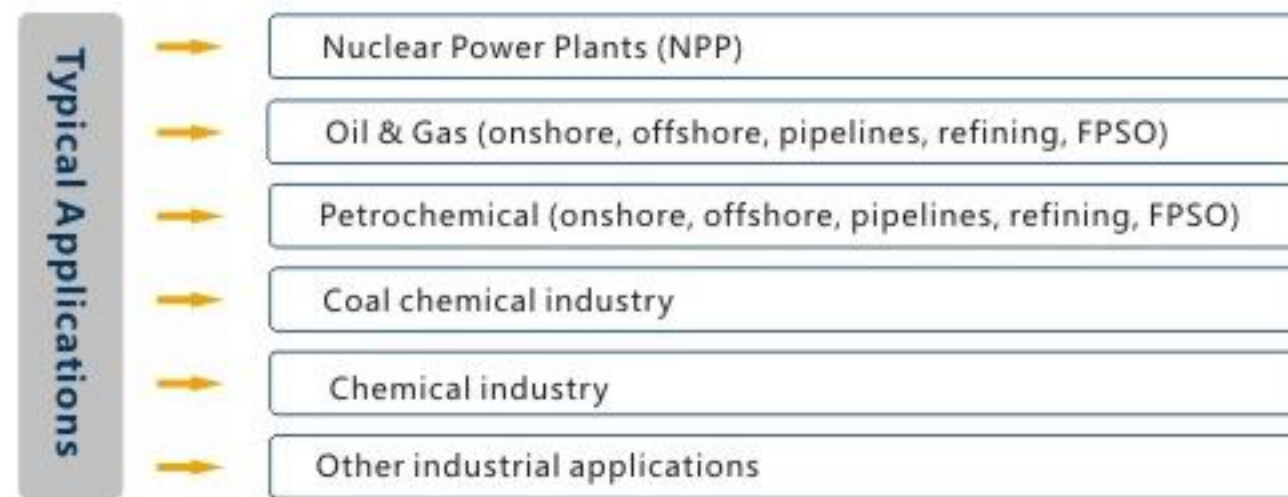 Typical Applications
Nuclear Power Plants (NPP)
Oil & Gas (onshore, offshore, pipelines, refining, FPSO)
Petrochemical (onshore, offshore, pipelines, refining, FPSO)
Coal chemical industry
Chemical industry
Other industrial applications